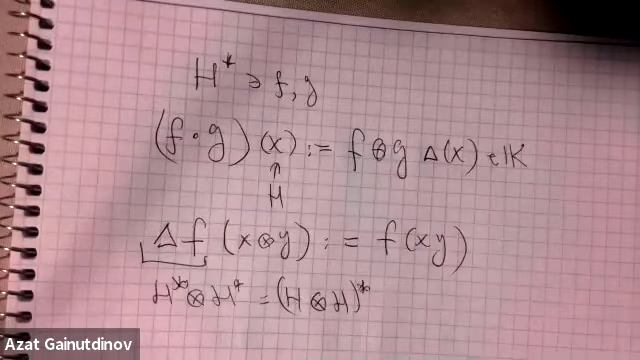 H* ∋ f, g
(f · g) (x) := f ⊗ g Δ(x) ∈ K
↑
H
Δf (x⊗y) := f(xy)
H*⊗H* = (H⊗H)*
Azat Gainutdinov